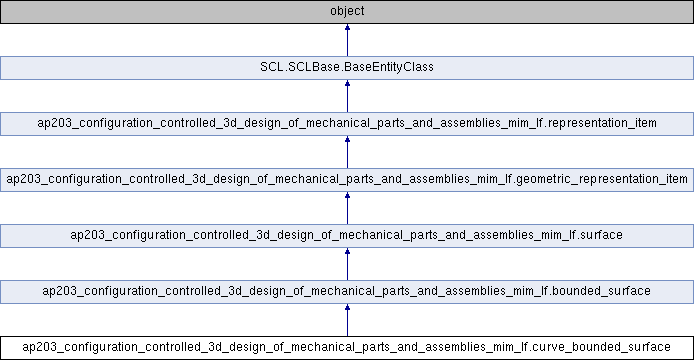 object
SCL.SCLBase.BaseEntityClass
ap203_configuration_controlled_3d_design_of_mechanical_parts_and_assemblies_mim_lf.representation_item
ap203_configuration_controlled_3d_design_of_mechanical_parts_and_assemblies_mim_lf.geometric_representation_item
ap203_configuration_controlled_3d_design_of_mechanical_parts_and_assemblies_mim_lf.surface
ap203_configuration_controlled_3d_design_of_mechanical_parts_and_assemblies_mim_lf.bounded_surface
ap203_configuration_controlled_3d_design_of_mechanical_parts_and_assemblies_mim_lf.curve_bounded_surface